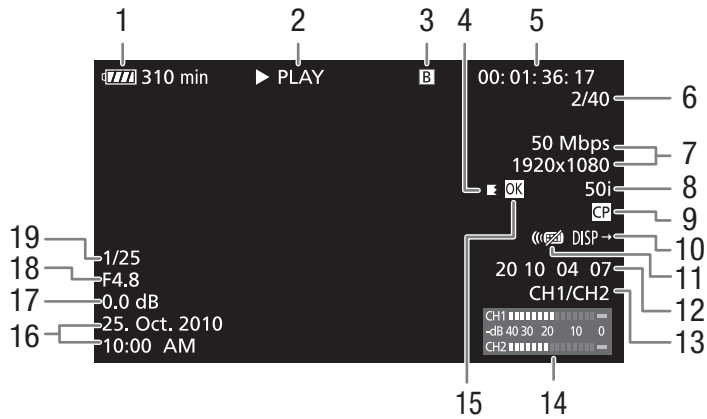 1 2 3 4 5
310 min ▶ PLAY B 00: 01: 36: 17
2/40 6
50 Mbps 7
1920x1080
OK 50i 8
CP 9
DISP → 10
11
20 10 04 07 12
CH1/CH2 13
19 1/25
18 F4.8
17 0.0 dB
16 25. Oct. 2010
10:00 AM
CH1
-dB 40 30 20 10 0
CH2
15 14